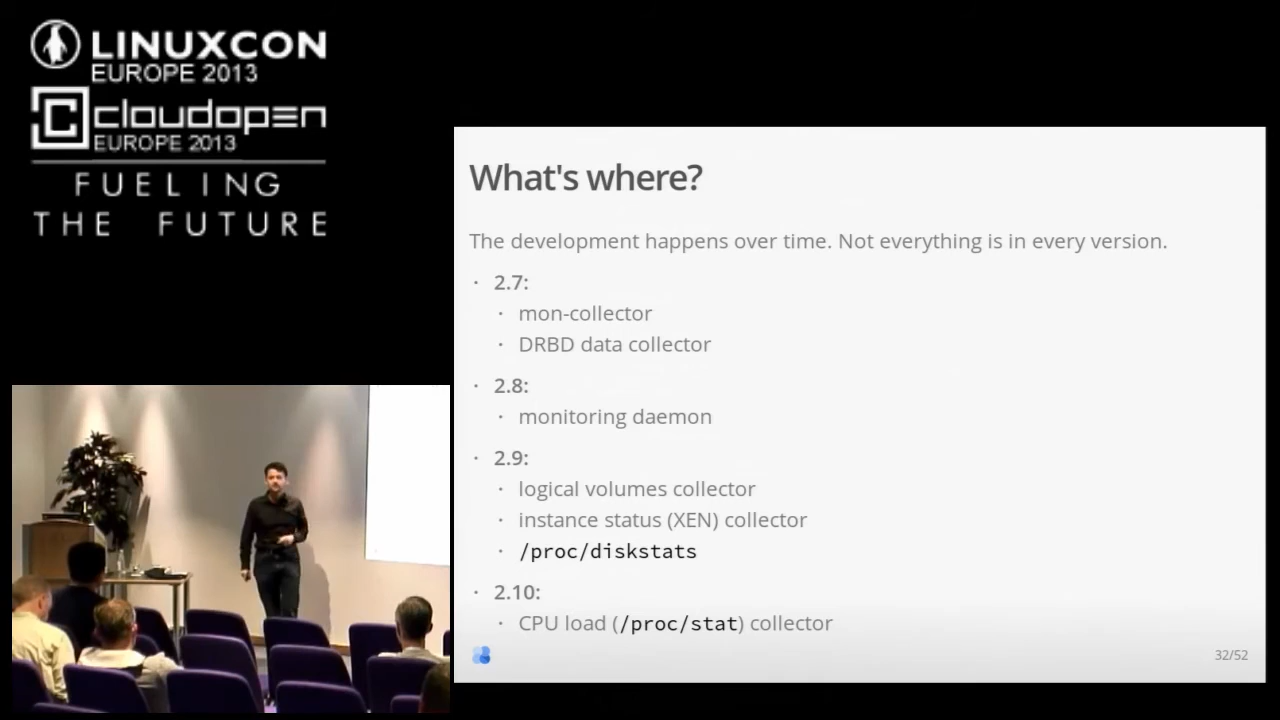 LINUXCON
EUROPE 2013
cloudopen
EUROPE 2013
FUELING
THE FUTURE
What's where?
The development happens over time. Not everything is in every version.
· 2.7:
· mon-collector
· DRBD data collector
· 2.8:
· monitoring daemon
· 2.9:
· logical volumes collector
· instance status (XEN) collector
· /proc/diskstats
· 2.10:
· CPU load (/proc/stat) collector
32/52